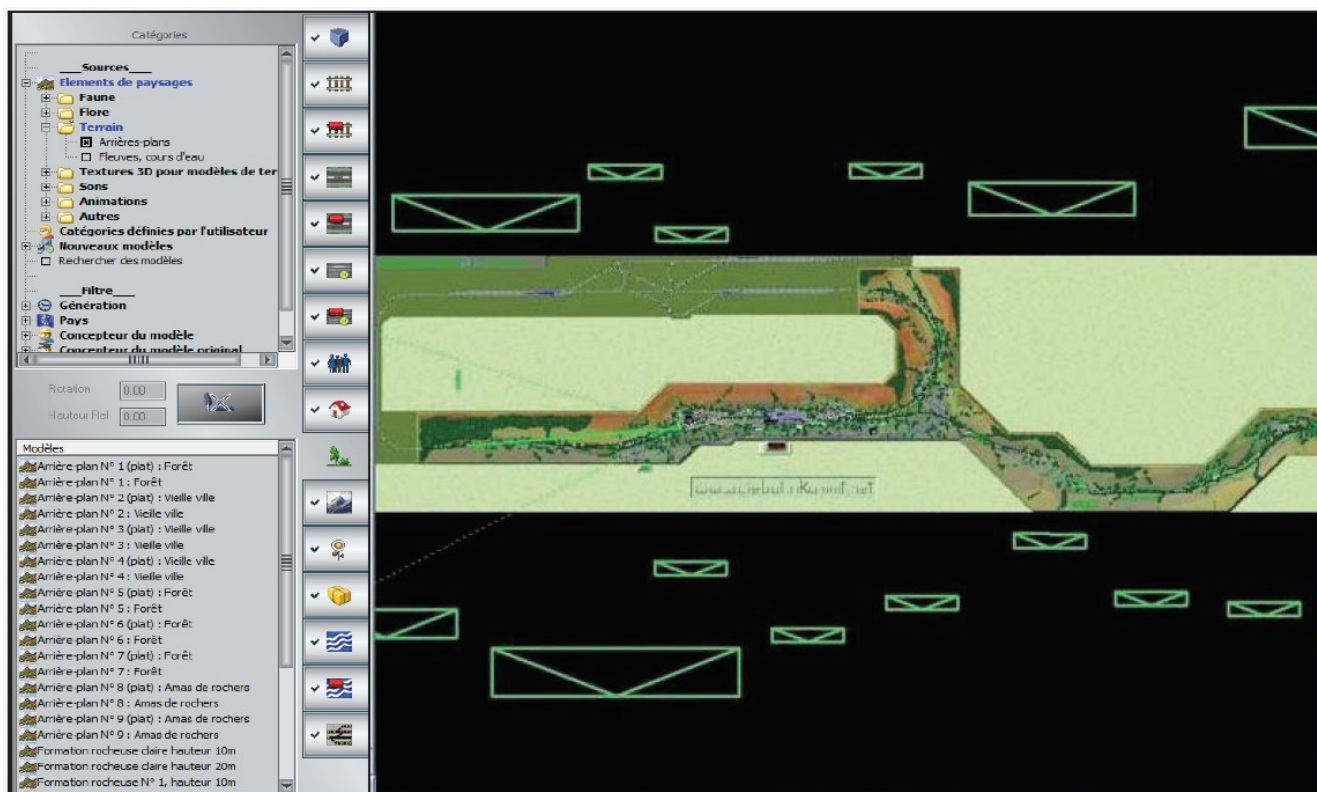 Catégories
___Sources___
Elements de paysages
Faune
Flore
Terrain
Arrières-plans
Fleuves, cours d'eau
Textures 3D pour modèles de ter
Sons
Animations
Autres
Catégories définies par l'utilisateur
Nouveaux modèles
Rechercher des modèles
___Filtre___
Génération
Pays
Concepteur du modèle
Concepteur du modèle original
Rotation 0.00
Hauteur Rel 0.00
Modèles
Arrière-plan N° 1 (plat) : Forêt
Arrière-plan N° 1 : Forêt
Arrière-plan N° 2 (plat) : Vieille ville
Arrière-plan N° 2 : Vieille ville
Arrière-plan N° 3 (plat) : Vieille ville
Arrière-plan N° 3 : Vieille ville
Arrière-plan N° 4 (plat) : Vieille ville
Arrière-plan N° 4 : Vieille ville
Arrière-plan N° 5 (plat) : Forêt
Arrière-plan N° 5 : Forêt
Arrière-plan N° 6 (plat) : Forêt
Arrière-plan N° 6 : Forêt
Arrière-plan N° 7 (plat) : Forêt
Arrière-plan N° 7 : Forêt
Arrière-plan N° 8 (plat) : Amas de rochers
Arrière-plan N° 8 : Amas de rochers
Arrière-plan N° 9 (plat) : Amas de rochers
Arrière-plan N° 9 : Amas de rochers
Formation rocheuse claire hauteur 10m
Formation rocheuse claire hauteur 20m
Formation rocheuse N° 1, hauteur 10m